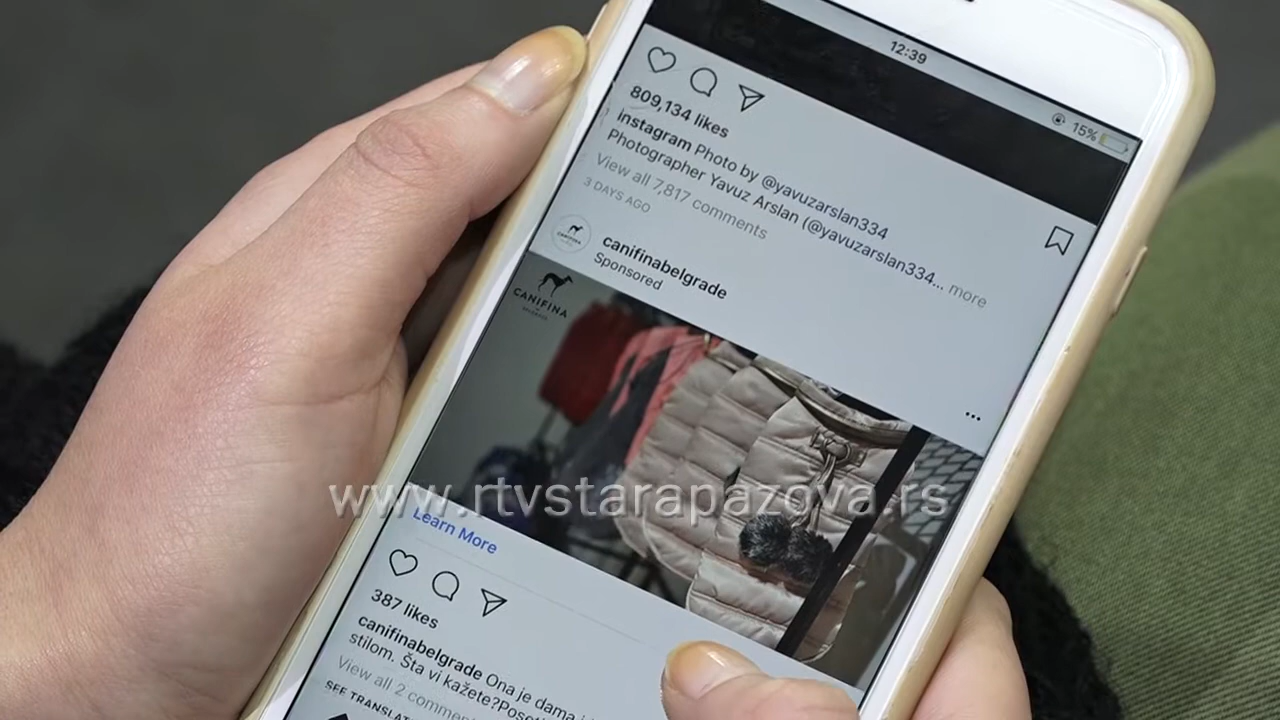 12:39
15%
809,134 likes
instagram Photo by @yavuzarslan334
Photographer Yavuz Arslan (@yavuzarslan334... more
View all 7,817 comments
3 DAYS AGO
canifinabelgrade
Sponsored
CANIFINA
www.rtvstarapazova.rs
Learn More
387 likes
canifinabelgrade Ona je dama
stilom. Šta vi kažete?
View all 2
SEE